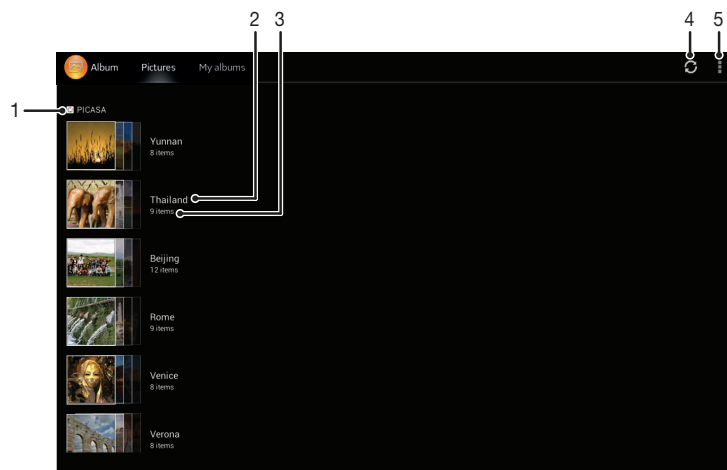 2 3 4 5
Album Pictures My albums
1
PICASA
Yunnan
8 items
Thailand
9 items
Beijing
12 items
Rome
9 items
Venice
8 items
Verona
8 items